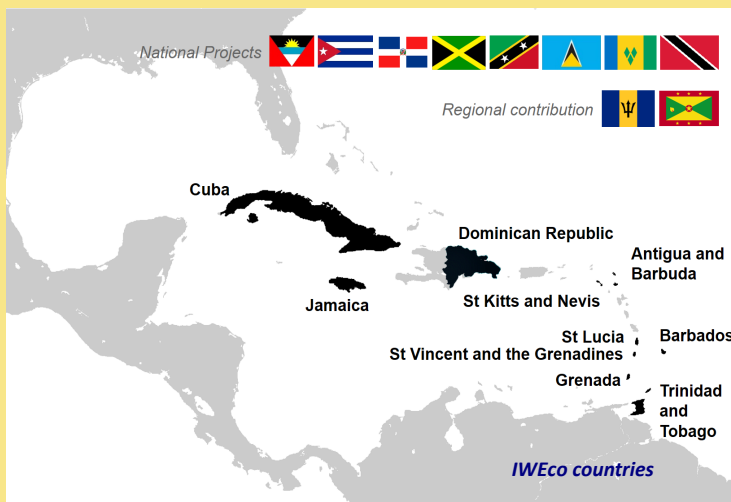 National Projects
Regional contribution
Cuba
Dominican Republic
Antigua and
Barbuda
Jamaica
St Kitts and Nevis
St Lucia
Barbados
St Vincent and the Grenadines
Grenada
Trinidad
and
Tobago
IWEco countries